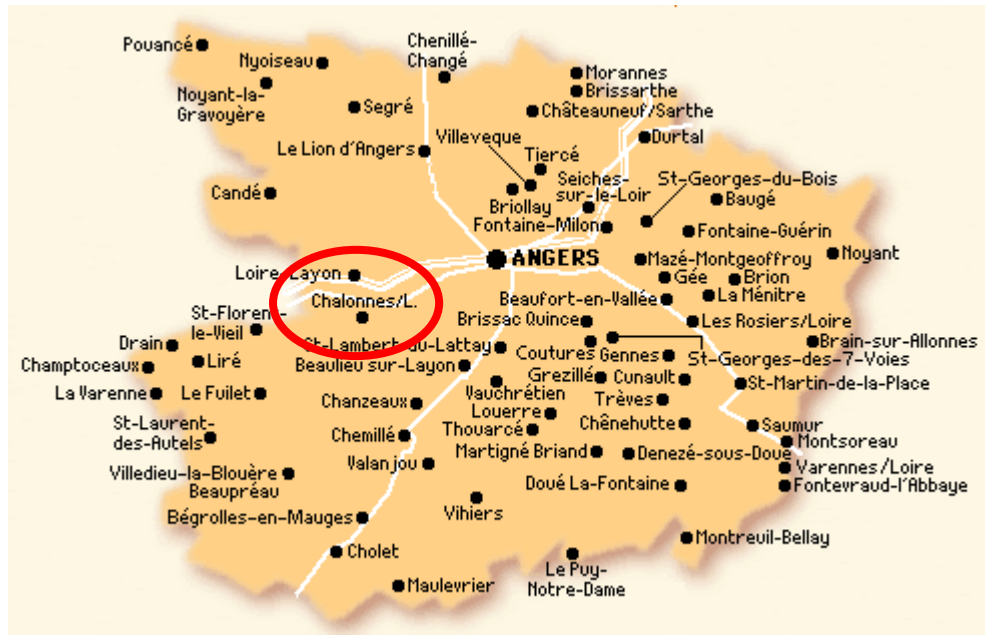 Pouancé
Chenillé-
Changé
Nyoiseau
Morannes
Brissarthe
Noyant-la-
Gravoyère
Segré
Châteauneuf/Sarthe
Villeveque
Durtal
Le Lion d'Angers
Tiercé
Seiches-
sur-le-Loir
St-Georges-du-Bois
Candé
Baugé
Briollay
Fontaine-Milon
Fontaine-Guérin
ANGERS
Mazé-Montgeoffroy
Noyant
Loire-Layon
Gée
Brion
Chalonnes/L.
Beaufort-en-Vallée
La Ménitre
St-Florent-
le-Vieil
Brissac Quince
Les Rosiers/Loire
Drain
St-Lambert-du-Lattay
Brain-sur-Allonnes
Liré
Coutures
Gennes
St-Georges-des-7-Voies
Champtoceaux
Beaulieu sur-Layon
Grezillé
Cunault
St-Martin-de-la-Place
La Varenne
Le Fuilet
Chanzeaux
Vauchrétien
Trèves
Louerre
St-Laurent-
des-Autels
Chemillé
Thouarcé
Chênehutte
Saumur
Montsoreau
Valanjou
Martigné Briand
Denezé-sous-Doué
Villedieu-la-Blouère
Varennes/Loire
Beaupréau
Doué La-Fontaine
Fontevraud-l'Abbaye
Vihiers
Bégrolles-en-Mauges
Montreuil-Bellay
Cholet
Le Puy-
Notre-Dame
Maulevrier